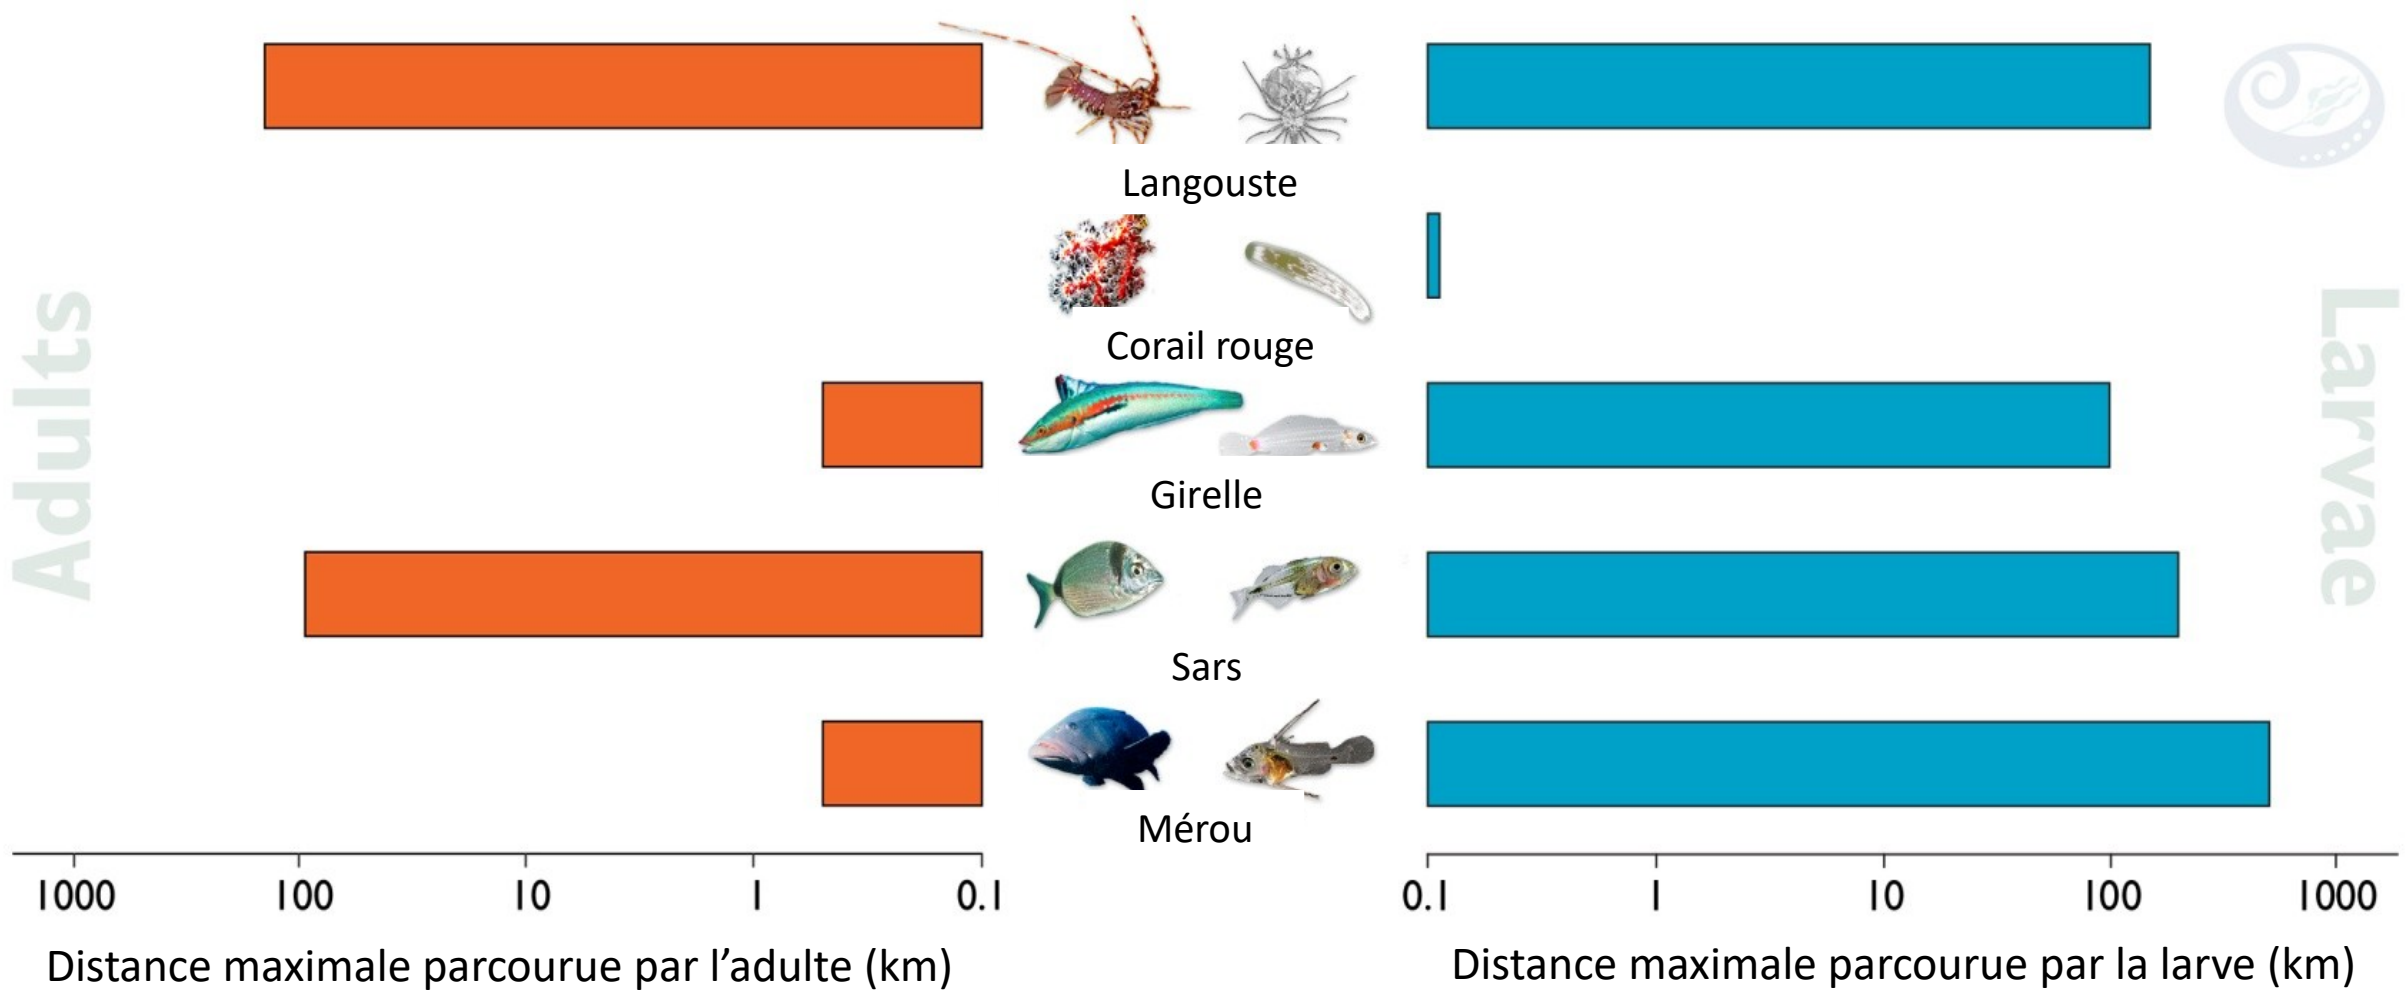 Langouste
Corail rouge
Adults
Larvae
Girelle
Sars
Mérou
1000 100 10 1 0.1
0.1 1 10 100 1000
Distance maximale parcourue par l’adulte (km)
Distance maximale parcourue par la larve (km)